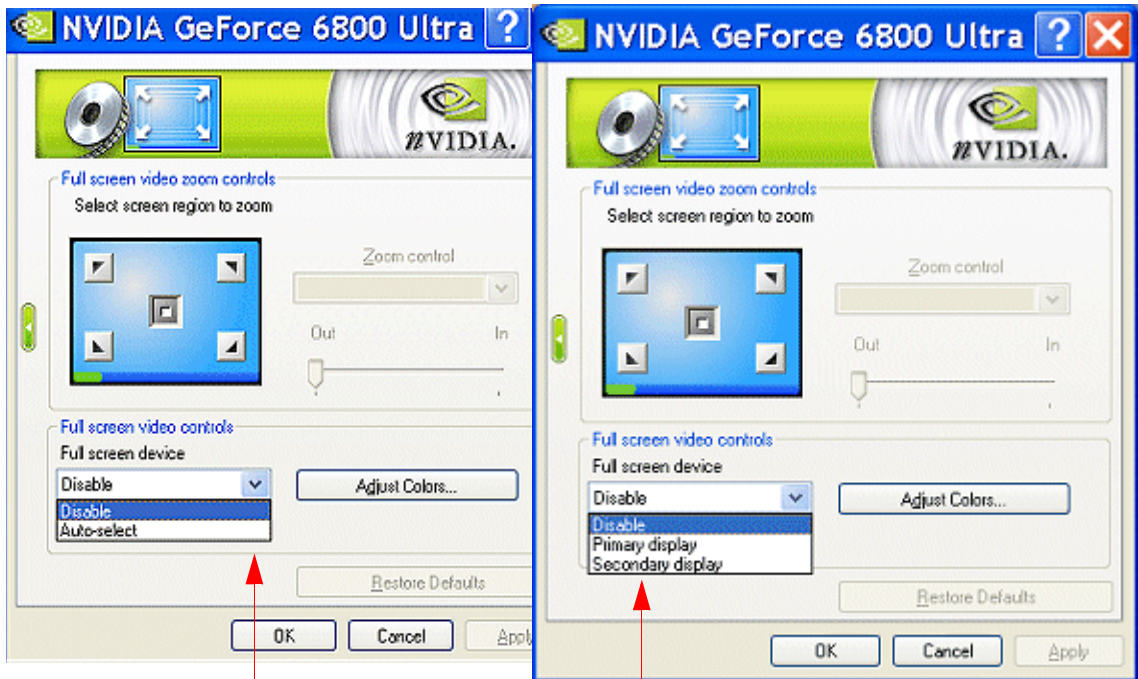 NVIDIA GeForce 6800 Ultra ?
nVIDIA.
Full screen video zoom controls
Select screen region to zoom
Zoom control
Out In
Full screen video controls
Full screen device
Disable
Adjust Colors...
Disable
Auto-select
Restore Defaults
OK Cancel Apply
NVIDIA GeForce 6800 Ultra ?
nVIDIA.
Full screen video zoom controls
Select screen region to zoom
Zoom control
Out In
Full screen video controls
Full screen device
Disable
Adjust Colors...
Disable
Primary display
Secondary display
Restore Defaults
OK Cancel Apply